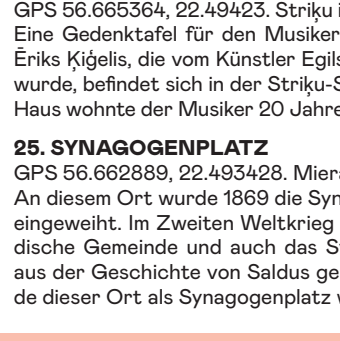 GPS 56.665364, 22.49423. Striķu i
Eine Gedenktafel für den Musiker
Ēriks Ķiģelis, die vom Künstler Egils
wurde, befindet sich in der Striķu-S
Haus wohnte der Musiker 20 Jahre
25. SYNAGOGENPLATZ
GPS 56.662889, 22.493428. Miera
An diesem Ort wurde 1869 die Syn
eingeweiht. Im Zweiten Weltkrieg
dische Gemeinde und auch das S
aus der Geschichte von Saldus ge
de dieser Ort als Synagogenplatz